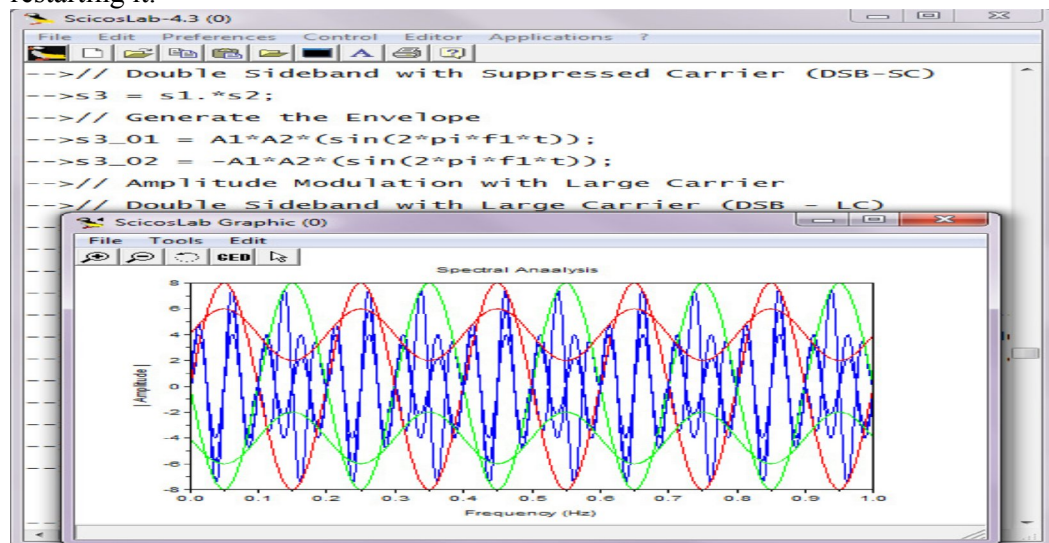 restarting it.
ScicosLab-4.3 (0)
File Edit Preferences Control Editor Applications ?
-->// Double Sideband with Suppressed Carrier (DSB-SC)
-->s3 = s1.*s2;
-->// Generate the Envelope
-->s3_01 = A1*A2*(sin(2*pi*f1*t));
-->s3_02 = -A1*A2*(sin(2*pi*f1*t));
-->// Amplitude Modulation with Large Carrier
-->// Double Sideband with Large Carrier (DSB - LC)
ScicosLab Graphic (0)
File Tools Edit
GED
Spectral Anaalysis
8
6
4
2
0
-2
-4
-6
-8
| Amplitude |
0.0 0.1 0.2 0.3 0.4 0.5 0.6 0.7 0.8 0.9 1.0
Frequency (Hz)